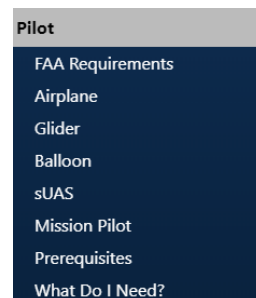 Pilot
FAA Requirements
Airplane
Glider
Balloon
sUAS
Mission Pilot
Prerequisites
What Do I Need?